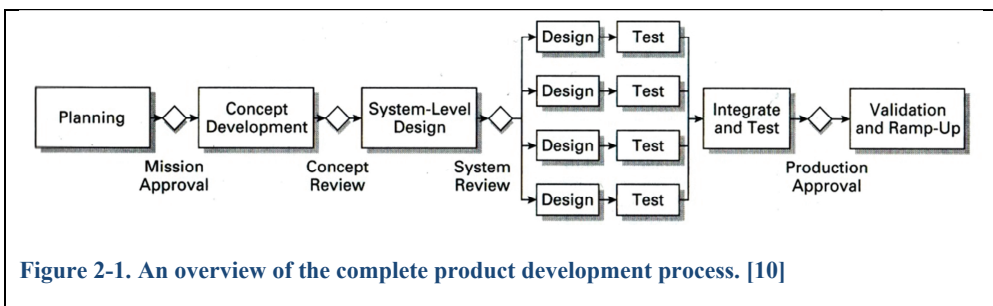 Design Test
Design Test
Planning
Concept
Development
System-Level
Design
Integrate
and Test
Validation
and Ramp-Up
Mission
Approval
Concept
Review
System
Review
Design Test
Production
Approval
Design Test
Figure 2-1. An overview of the complete product development process. [10]